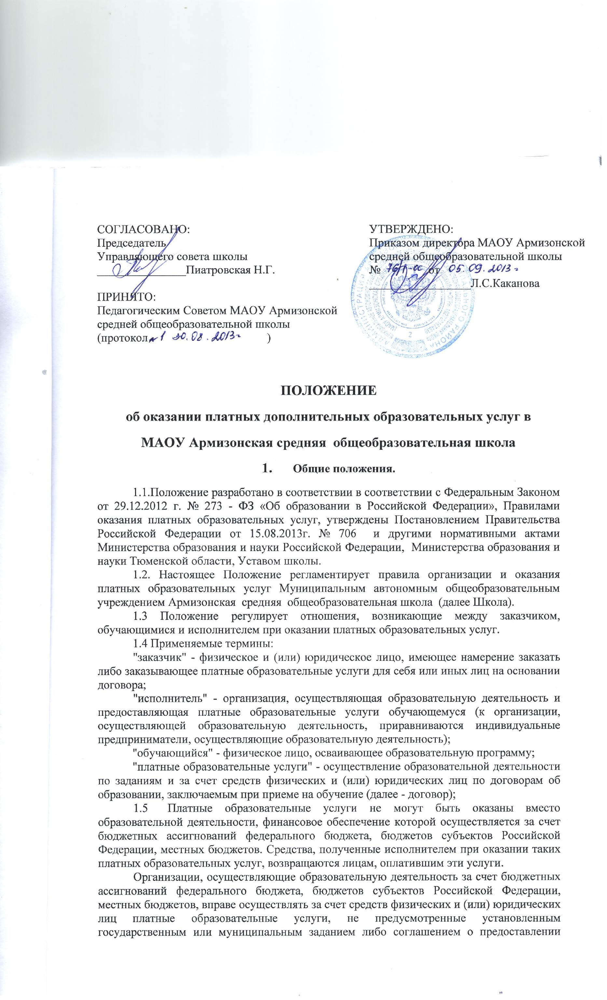 СОГЛАСОВАНО:
Председатель
Управляющего совета школы
________________Пиатровская Н.Г.
ПРИНЯТО:
Педагогическим Советом МАОУ Армизонской
средней общеобразовательной школы
(протокол № 1 30.08.2013г )
УТВЕРЖДЕНО:
Приказом директора МАОУ Армизонской
средней общеобразовательной школы
№ от 05.09.2013г
__________________Л.С.Каканова
ПОЛОЖЕНИЕ
об оказании платных дополнительных образовательных услуг в
МАОУ Армизонская средняя общеобразовательная школа
1. Общие положения.
1.1.Положение разработано в соответствии в соответствии с Федеральным Законом
от 29.12.2012 г. № 273 - ФЗ «Об образовании в Российской Федерации», Правилами
оказания платных образовательных услуг, утверждены Постановлением Правительства
Российской Федерации от 15.08.2013г. № 706 и другими нормативными актами
Министерства образования и науки Российской Федерации, Министерства образования и
науки Тюменской области, Уставом школы.
1.2. Настоящее Положение регламентирует правила организации и оказания
платных образовательных услуг Муниципальным автономным общеобразовательным
учреждением Армизонская средняя общеобразовательная школа (далее Школа).
1.3 Положение регулирует отношения, возникающие между заказчиком,
обучающимися и исполнителем при оказании платных образовательных услуг.
1.4 Применяемые термины:
"заказчик" - физическое и (или) юридическое лицо, имеющее намерение заказать
либо заказывающее платные образовательные услуги для себя или иных лиц на основании
договора;
"исполнитель" - организация, осуществляющая образовательную деятельность и
предоставляющая платные образовательные услуги обучающемуся (к организации,
осуществляющей образовательную деятельность, приравниваются индивидуальные
предприниматели, осуществляющие образовательную деятельность);
"обучающийся" - физическое лицо, осваивающее образовательную программу;
"платные образовательные услуги" - осуществление образовательной деятельности
по заданиям и за счет средств физических и (или) юридических лиц по договорам об
образовании, заключаемым при приеме на обучение (далее - договор);
1.5 Платные образовательные услуги не могут быть оказаны вместо
образовательной деятельности, финансовое обеспечение которой осуществляется за счет
бюджетных ассигнований федерального бюджета, бюджетов субъектов Российской
Федерации, местных бюджетов. Средства, полученные исполнителем при оказании таких
платных образовательных услуг, возвращаются лицам, оплатившим эти услуги.
Организации, осуществляющие образовательную деятельность за счет бюджетных
ассигнований федерального бюджета, бюджетов субъектов Российской Федерации,
местных бюджетов, вправе осуществлять за счет средств физических и (или) юридических
лиц платные образовательные услуги, не предусмотренные установленным
государственным или муниципальным заданием либо соглашением о предоставлении